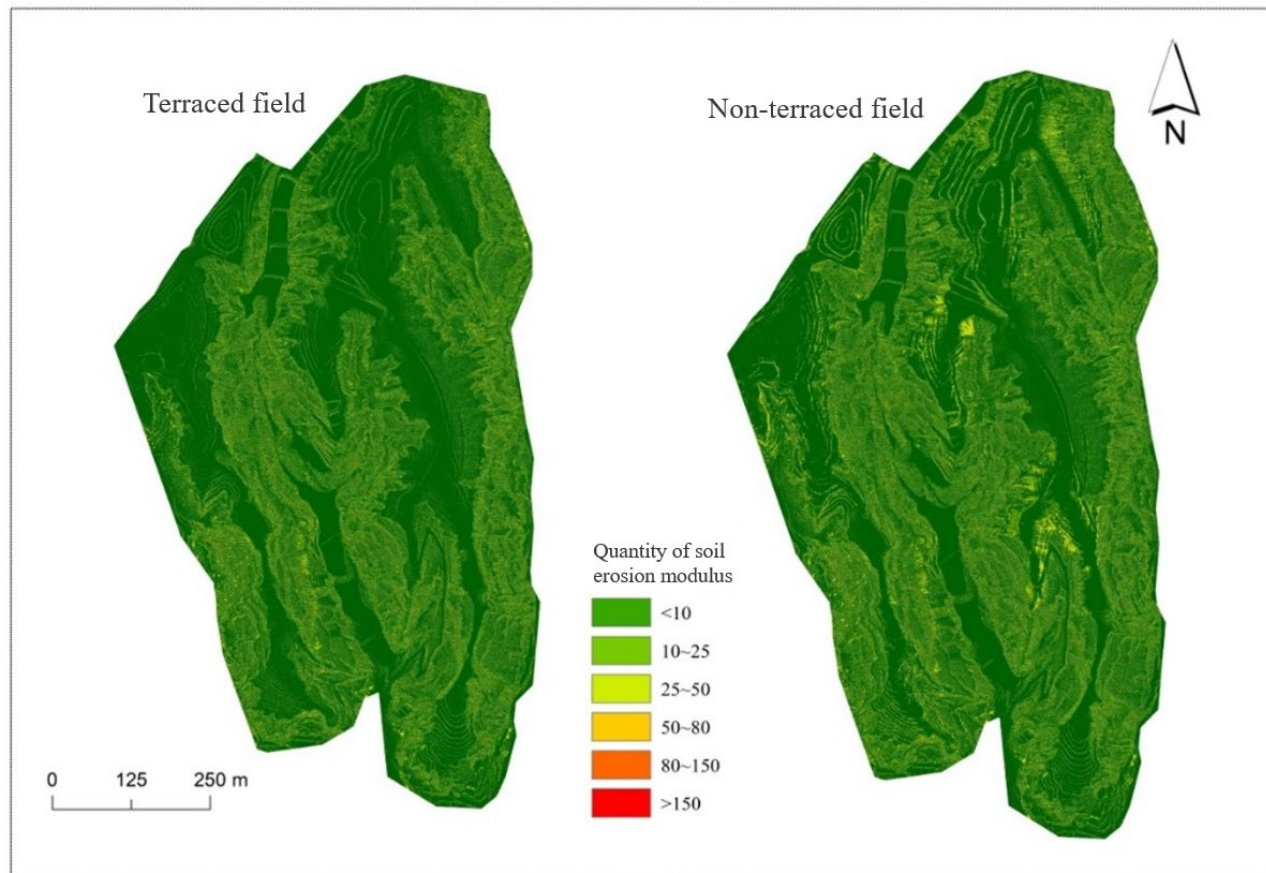 Terraced field
Non-terraced field
N
Quantity of soil
erosion modulus
<10
10~25
25~50
50~80
80~150
>150
0 125 250 m